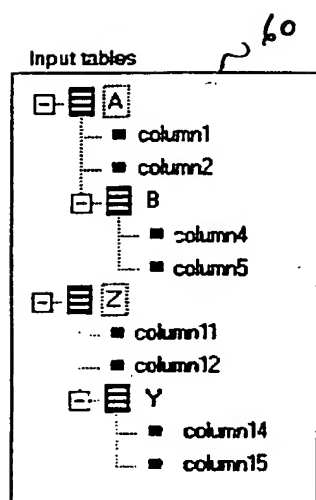 60
Input tables
A
column1
column2
B
column4
column5
Z
column11
column12
Y
column14
column15